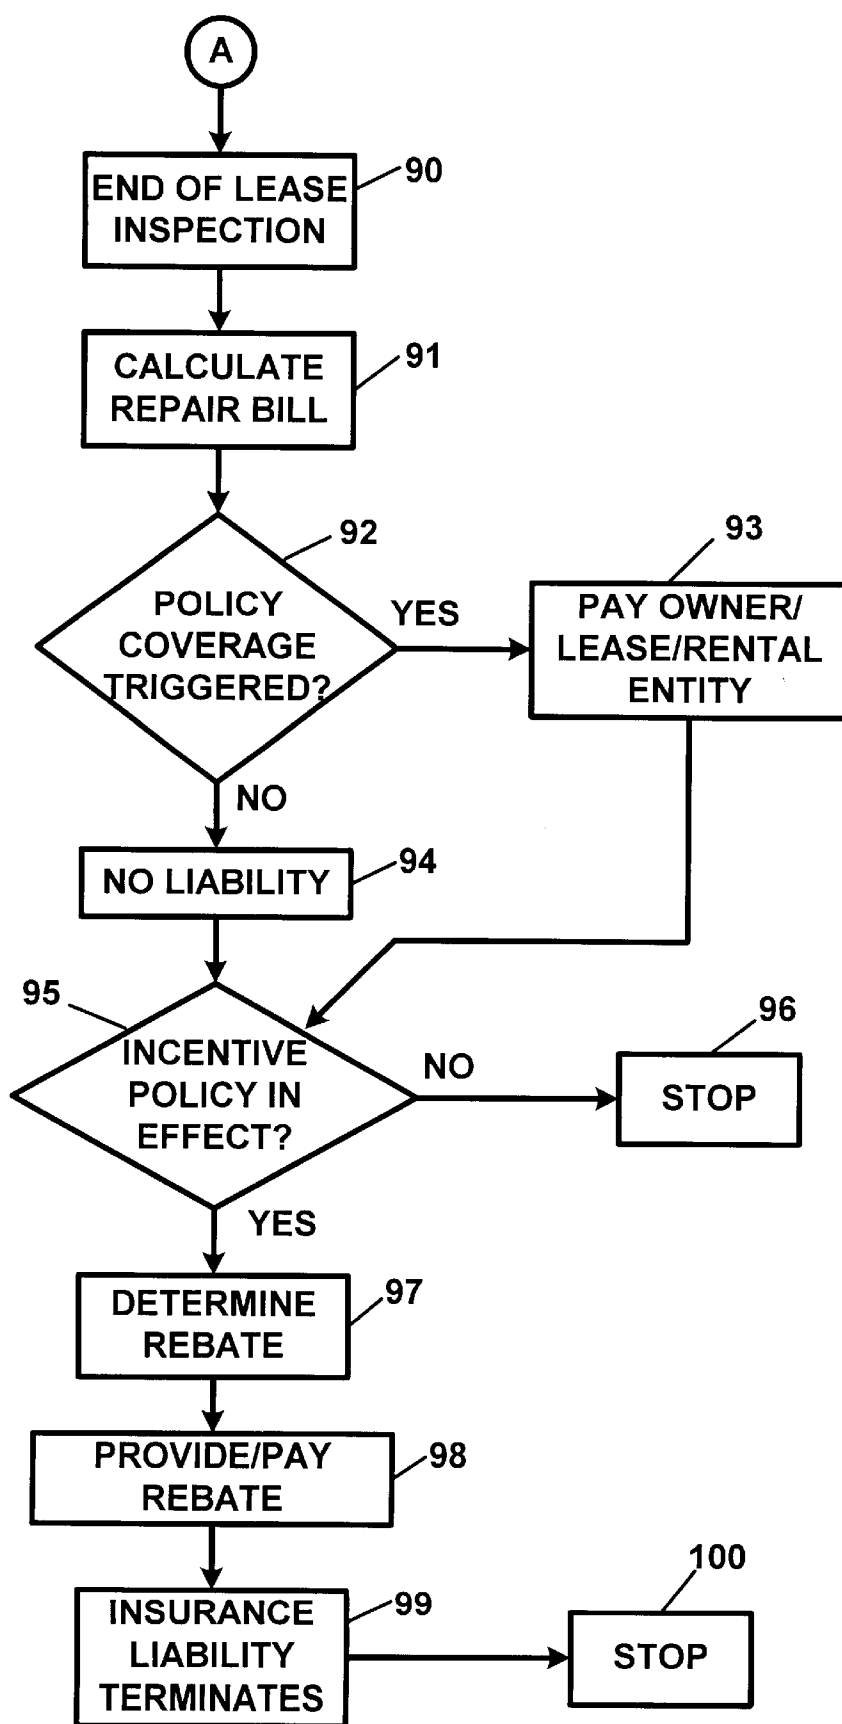 A
END OF LEASE
INSPECTION
90
CALCULATE
REPAIR BILL
91
92
POLICY
COVERAGE
TRIGGERED?
YES
93
PAY OWNER/
LEASE/RENTAL
ENTITY
NO
NO LIABILITY
94
95
INCENTIVE
POLICY IN
EFFECT?
NO
96
STOP
YES
DETERMINE
REBATE
97
PROVIDE/PAY
REBATE
98
INSURANCE
LIABILITY
TERMINATES
99
100
STOP